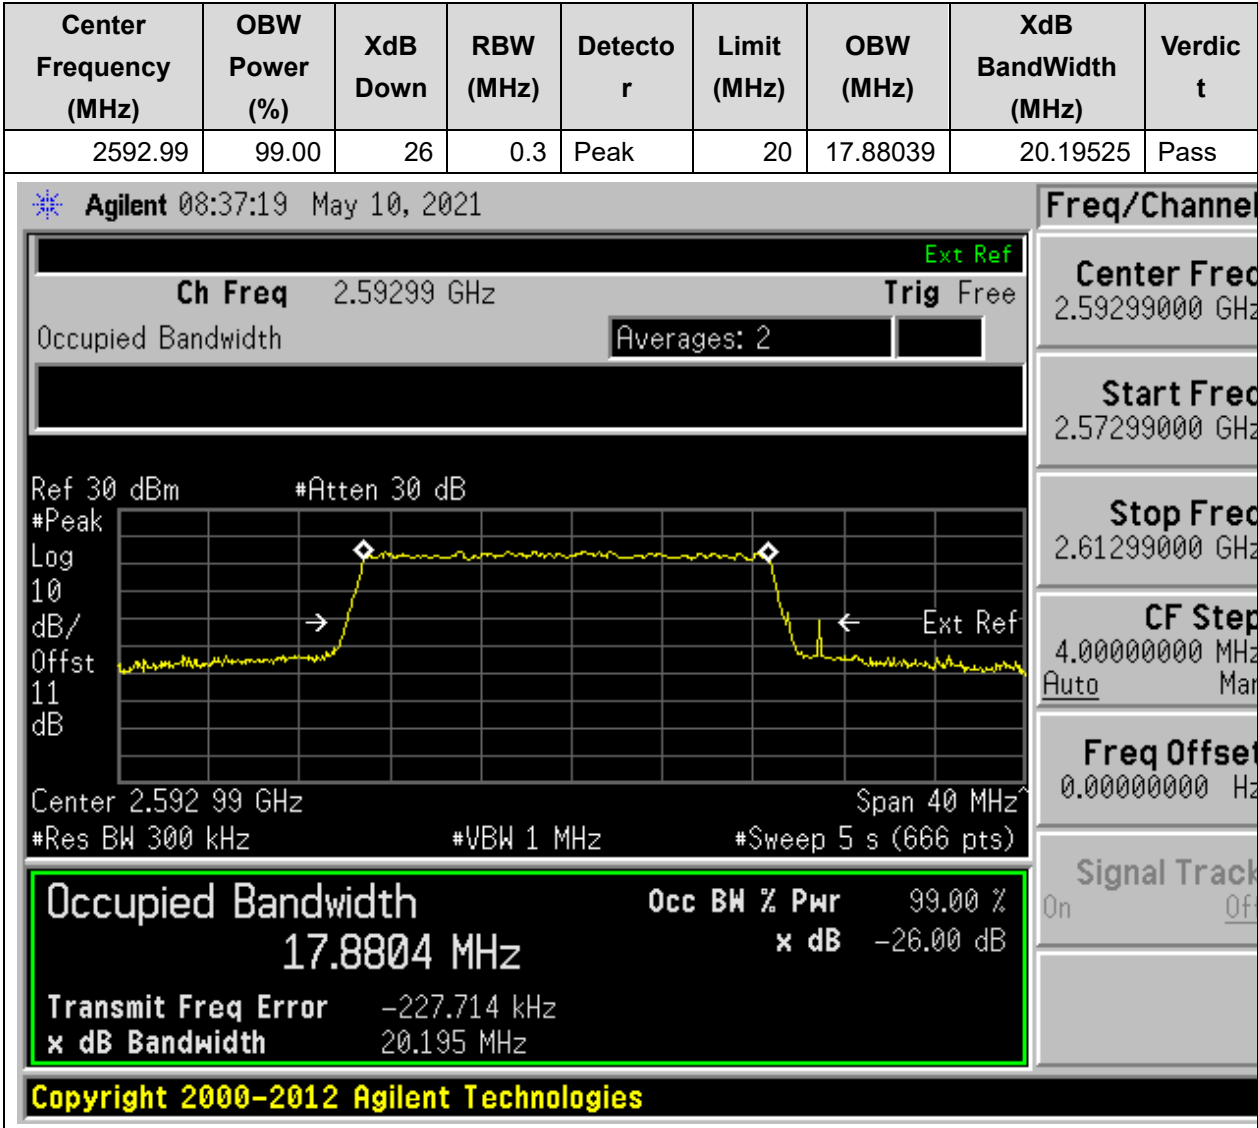 Center Frequency (MHz) OBW Power (%) XdB Down RBW (MHz) Detecto r Limit (MHz) OBW (MHz) XdB BandWidth (MHz) Verdic t
2592.99 99.00 26 0.3 Peak 20 17.88039 20.19525 Pass
Agilent 08:37:19 May 10, 2021
Freq/Channel
Ext Ref
Ch Freq 2.59299 GHz Trig Free
Occupied Bandwidth Averages: 2
Center Freq
2.59299000 GHz
Start Freq
2.57299000 GHz
Stop Freq
2.61299000 GHz
CF Step
4.00000000 MHz
Auto Man
Freq Offset
0.00000000 Hz
Signal Track
On Off
Ref 30 dBm #Atten 30 dB
#Peak
Log
10
dB/
Offst
11
dB
Ext Ref
Center 2.592 99 GHz Span 40 MHz^
#Res BW 300 kHz #VBW 1 MHz #Sweep 5 s (666 pts)
Occupied Bandwidth Occ BW % Pwr 99.00 %
17.8804 MHz x dB -26.00 dB
Transmit Freq Error -227.714 kHz
x dB Bandwidth 20.195 MHz
Copyright 2000-2012 Agilent Technologies